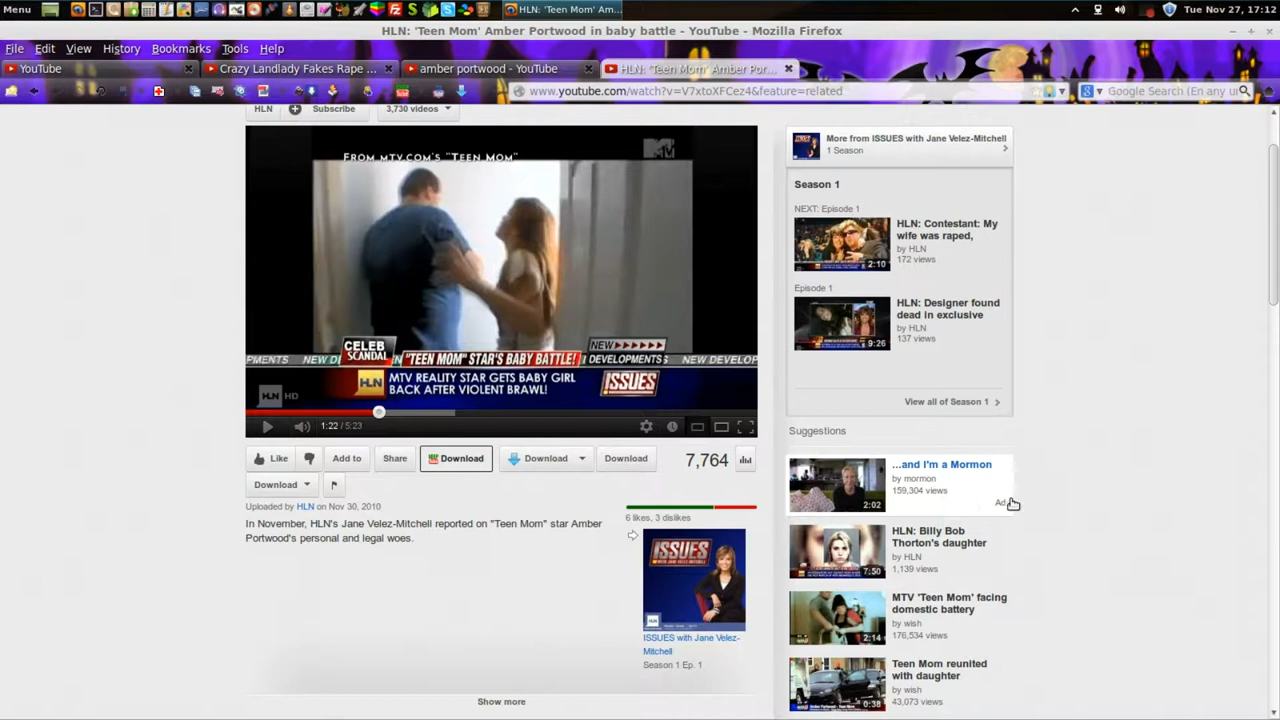 Menu
HLN: 'Teen Mom' Am...
Tue Nov 27, 17:12
HLN: 'Teen Mom' Amber Portwood in baby battle - YouTube - Mozilla Firefox
File Edit View History Bookmarks Tools Help
YouTube
Crazy Landlady Fakes Rape ...
amber portwood - YouTube
HLN: 'Teen Mom' Amber Por...
www.youtube.com/watch?v=V7xtoXFCez4&feature=related
Google Search (En any ur
HLN
Subscribe
3,730 videos
FROM MTV.COM'S "TEEN MOM"
MTV
CELEB SCANDAL
NEW
"TEEN MOM" STAR'S BABY BATTLE!
HLN
MTV REALITY STAR GETS BABY GIRL
BACK AFTER VIOLENT BRAWL!
ISSUES
HLN HD
1:22 / 5:23
Like
Add to
Share
Download
Download
Download
7,764
Download
Uploaded by HLN on Nov 30, 2010
In November, HLN's Jane Velez-Mitchell reported on "Teen Mom" star Amber
Portwood's personal and legal woes.
6 likes, 3 dislikes
ISSUES
ISSUES with Jane Velez-
Mitchell
Season 1 Ep. 1
Show more
More from ISSUES with Jane Velez-Mitchell
1 Season
Season 1
NEXT: Episode 1
HLN: Contestant: My
wife was raped,
by HLN
172 views
2:10
Episode 1
HLN: Designer found
dead in exclusive
by HLN
137 views
9:26
View all of Season 1
Suggestions
...and I'm a Mormon
by mormon
159,304 views
Ad
2:02
HLN: Billy Bob
Thorton's daughter
by HLN
1,139 views
7:50
MTV 'Teen Mom' facing
domestic battery
by wish
176,534 views
2:14
Teen Mom reunited
with daughter
by wish
43,073 views
0:38